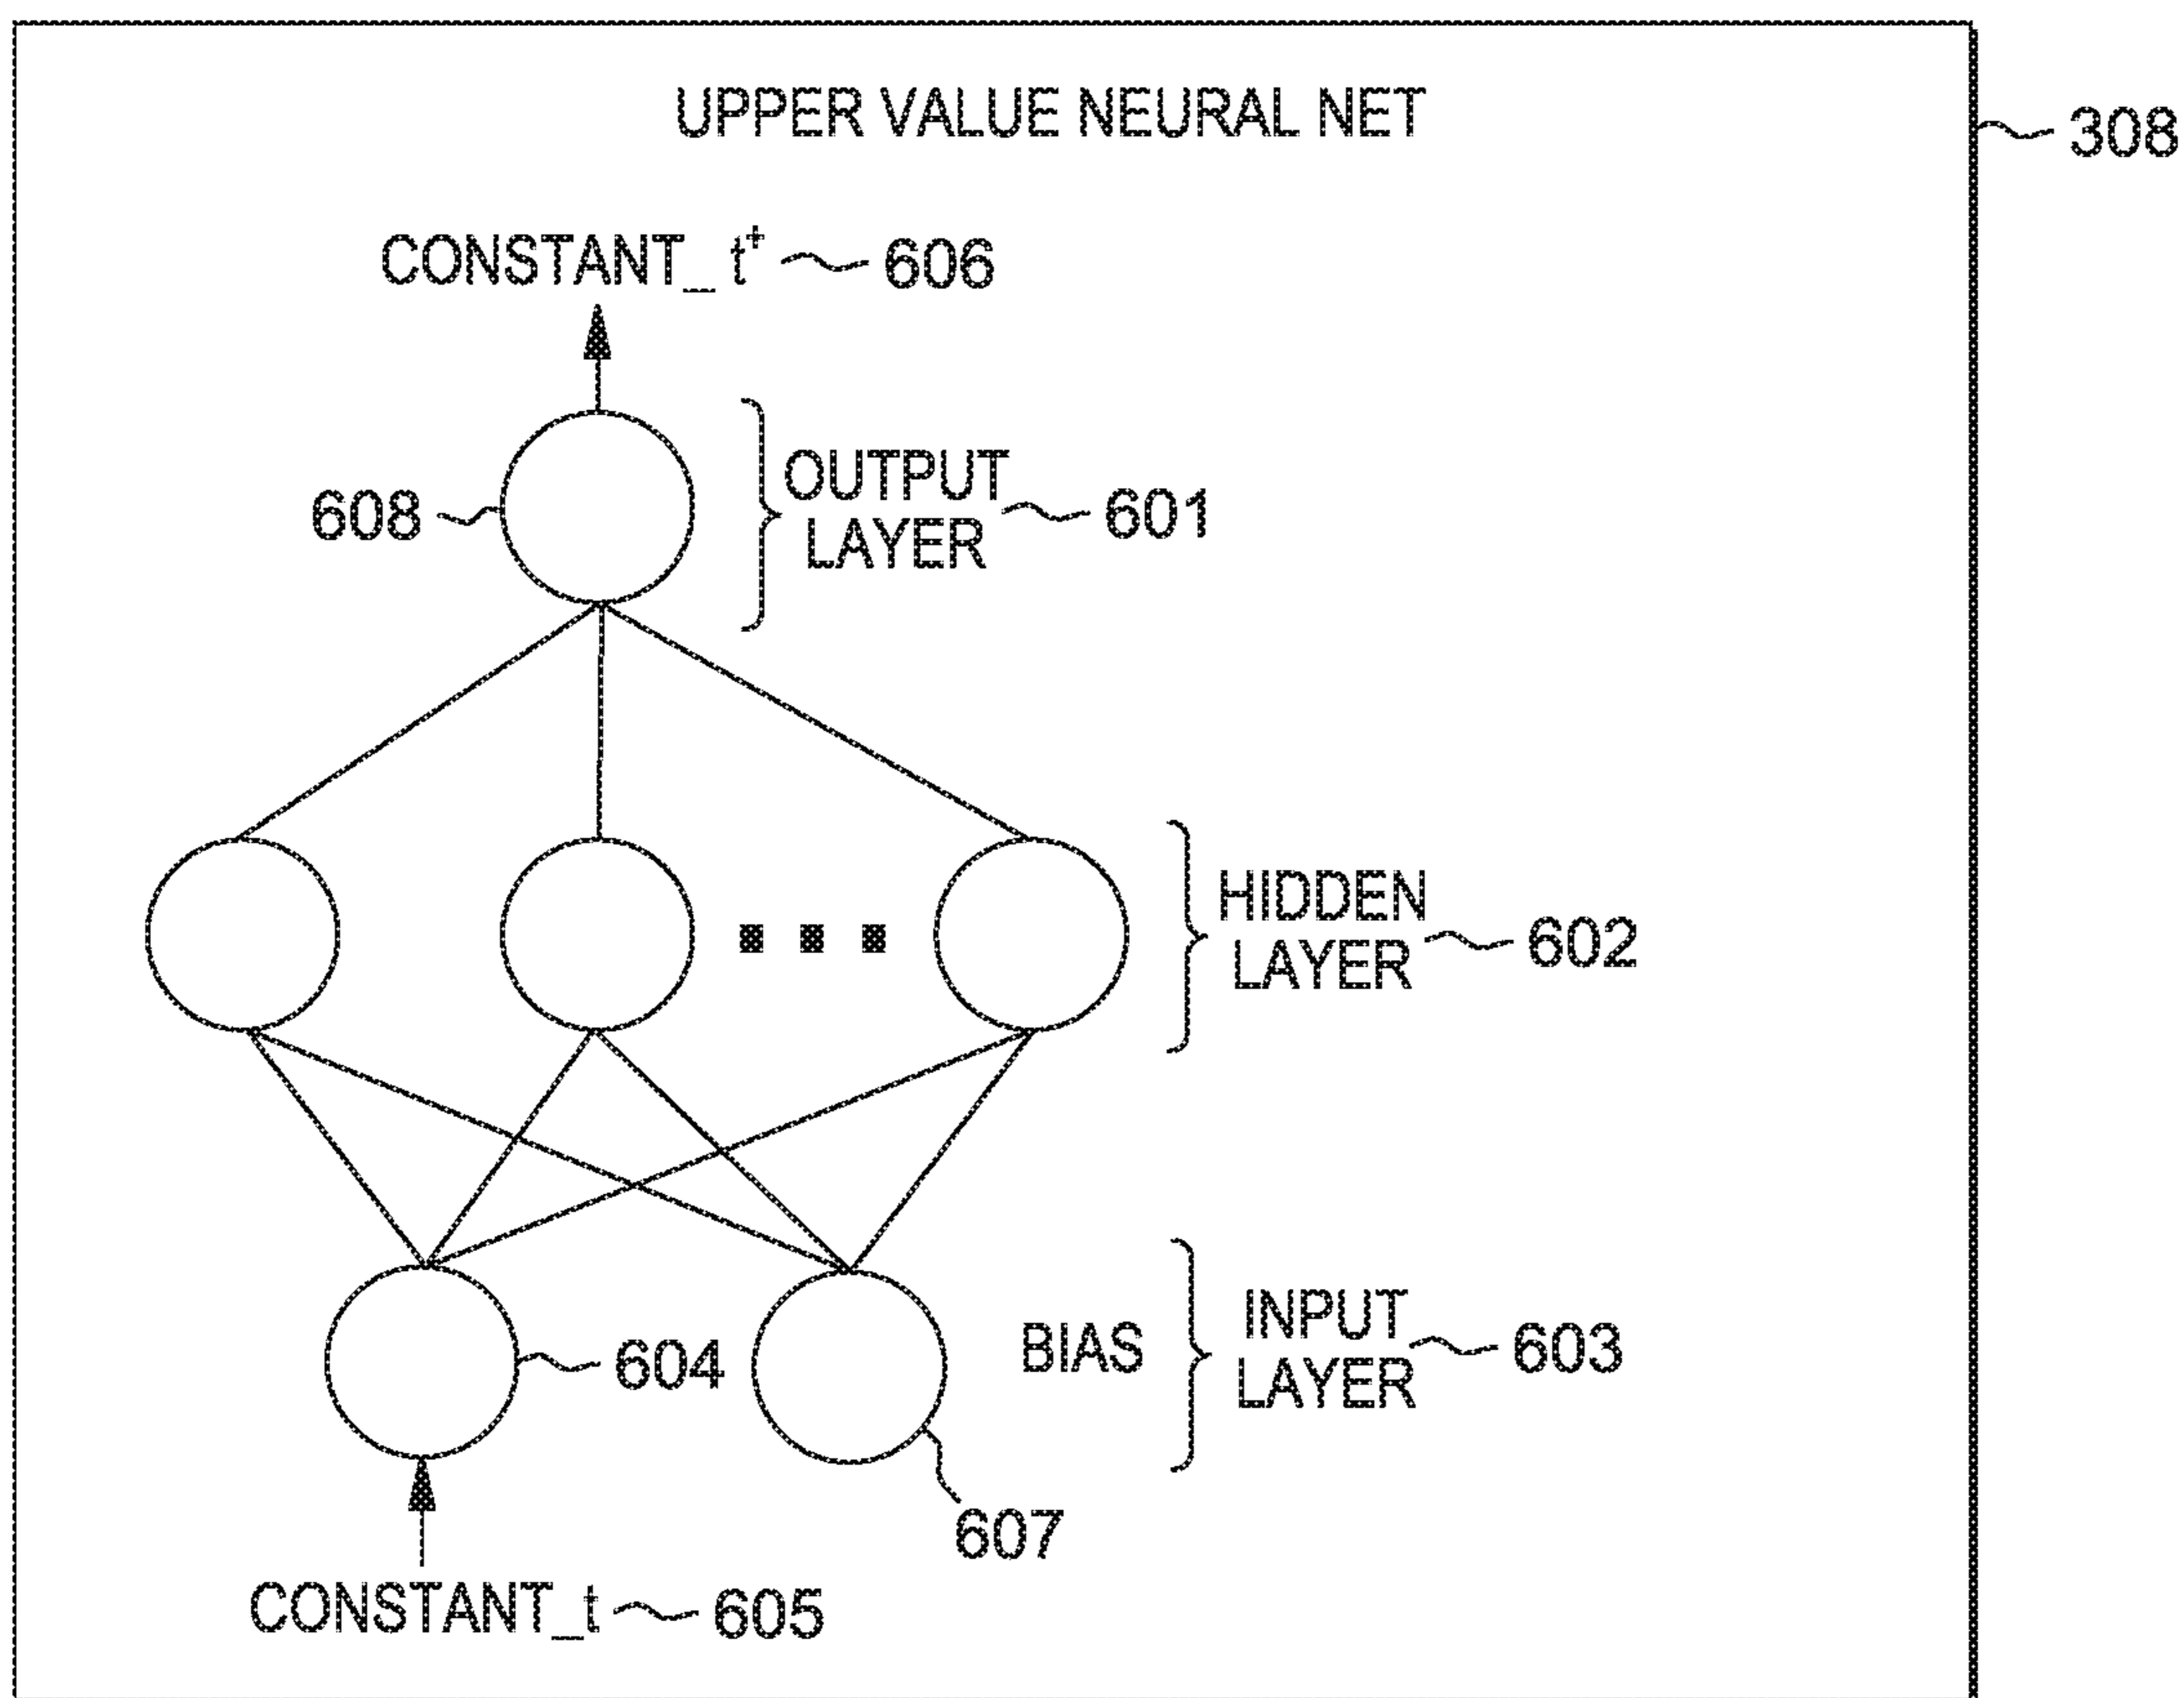 UPPER VALUE NEURAL NET
308
CONSTANT_ t⁺ 606
608
OUTPUT
LAYER
601
HIDDEN
LAYER
602
604
BIAS
INPUT
LAYER
603
607
CONSTANT_t 605